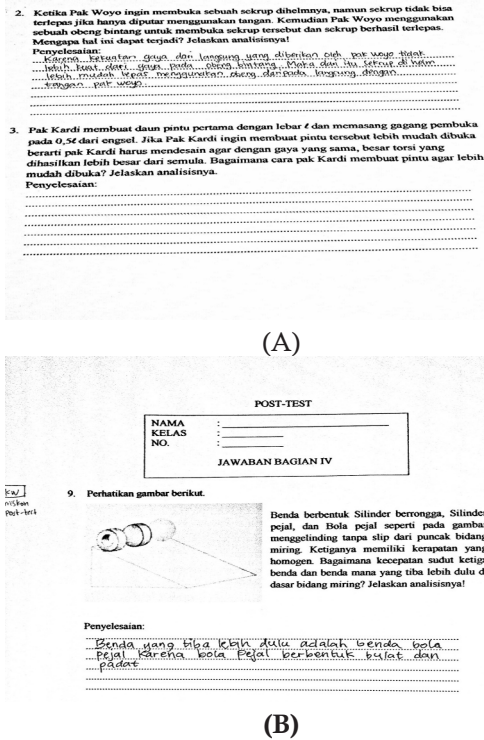 2. Ketika Pak Woyo ingin membuka sebuah sekrup dihelmnya, namun sekrup tidak bisa
terlepas jika hanya diputar menggunakan tangan. Kemudian Pak Woyo menggunakan
sebuah obeng bintang untuk membuka sekrup tersebut dan sekrup berhasil terlepas.
Mengapa hal ini dapat terjadi? Jelaskan analisisnya!
Penyelesaian:
Karena kekuatan gaya dari langsung yang diberikan oleh pak woyo tidak
lebih kuat dari gaya pada obeng bintang. Maka dari itu sekrup di helm
lebih mudah lepas menggunakan obeng daripada langsung dengan
tangan pak woyo
3. Pak Kardi membuat daun pintu pertama dengan lebar ℓ dan memasang gagang pembuka
pada 0,5ℓ dari engsel. Jika Pak Kardi ingin membuat pintu tersebut lebih mudah dibuka
berarti pak Kardi harus mendesain agar dengan gaya yang sama, besar torsi yang
dihasilkan lebih besar dari semula. Bagaimana cara pak Kardi membuat pintu agar lebih
mudah dibuka? Jelaskan analisisnya.
Penyelesaian:
(A)
POST-TEST
NAMA :
KELAS :
NO. :
JAWABAN BAGIAN IV
KW
niskon
Post-test
9. Perhatikan gambar berikut.
Benda berbentuk Silinder berrongga, Silinder
pejal, dan Bola pejal seperti pada gambar
menggelinding tanpa slip dari puncak bidang
miring. Ketiganya memiliki kerapatan yang
homogen. Bagaimana kecepatan sudut ketiga
benda dan benda mana yang tiba lebih dulu d
dasar bidang miring? Jelaskan analisisnya!
Penyelesaian:
Benda yang tiba lebih dulu adalah benda bola
pejal karena bola pejal berbentuk bulat dan
padat
(B)